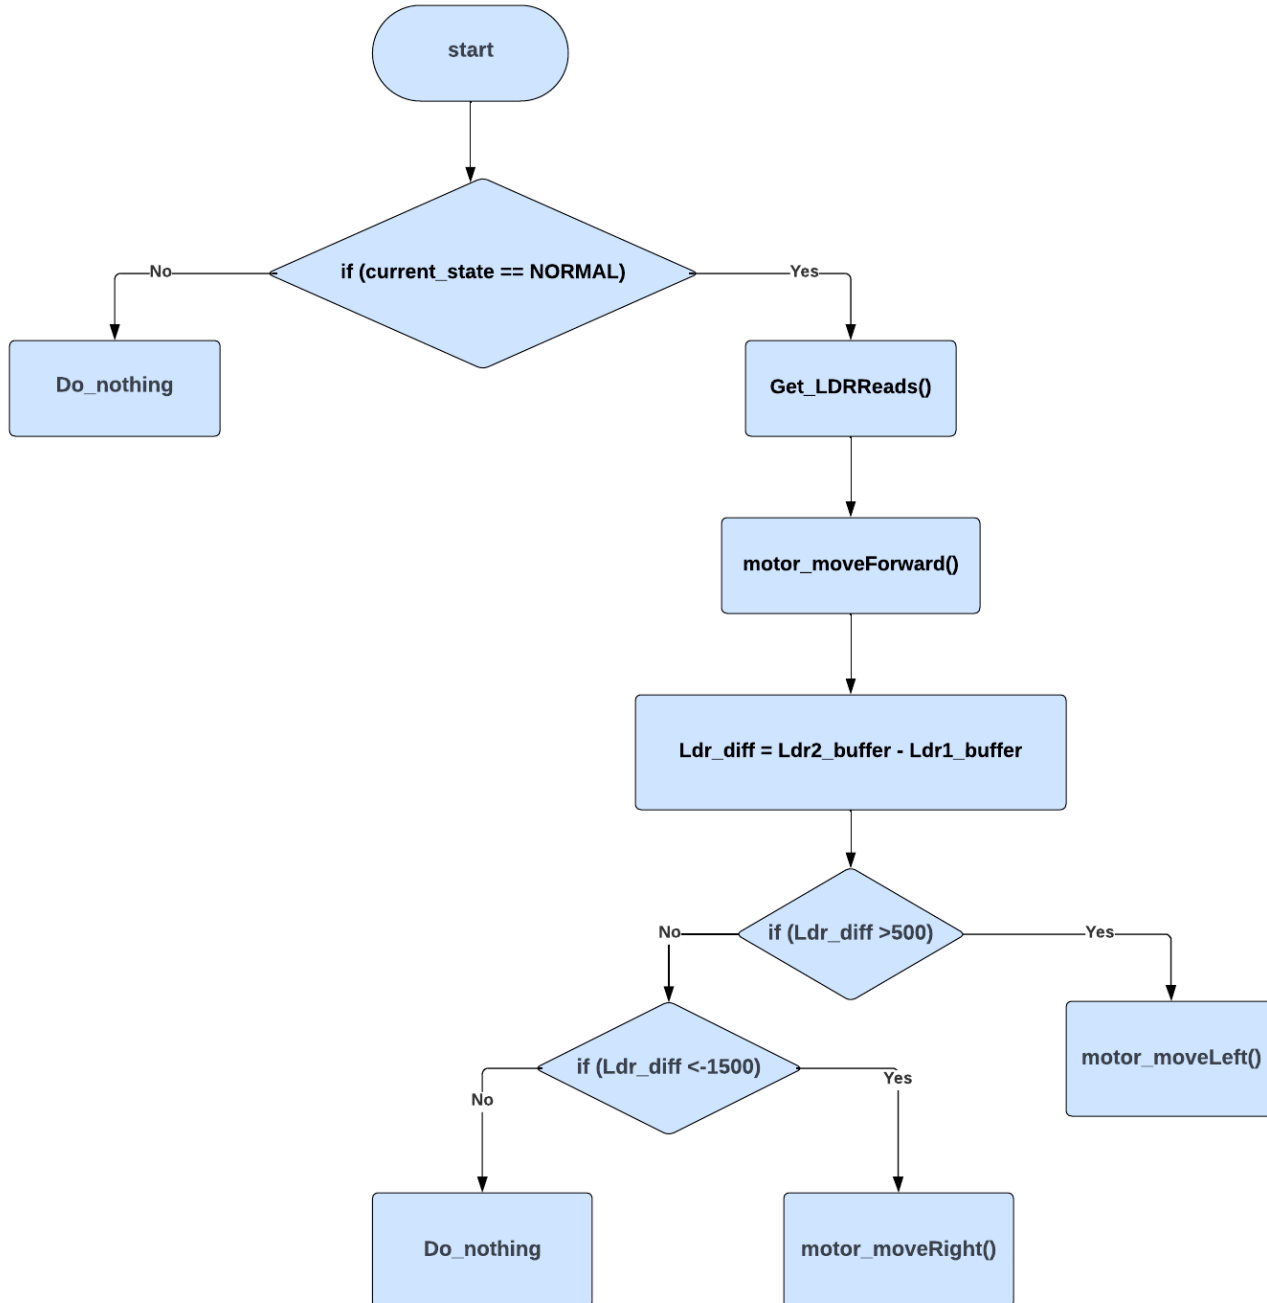 start
if (current_state == NORMAL)
No
Yes
Do_nothing
Get_LDRReads()
motor_moveForward()
Ldr_diff = Ldr2_buffer - Ldr1_buffer
if (Ldr_diff >500)
No
Yes
motor_moveLeft()
if (Ldr_diff <-1500)
No
Yes
Do_nothing
motor_moveRight()